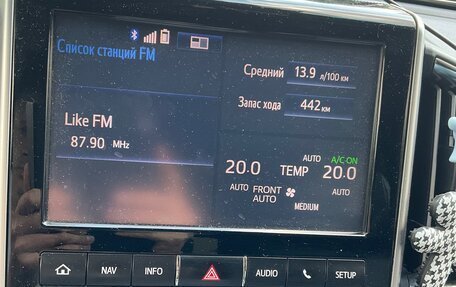 Список станций FM
Средний 13.9 л/100 км
Запас хода 442 км
Like FM
87.90 MHz
20.0 TEMP AUTO A/C ON 20.0
AUTO FRONT AUTO AUTO
MEDIUM
NAV INFO AUDIO SETUP